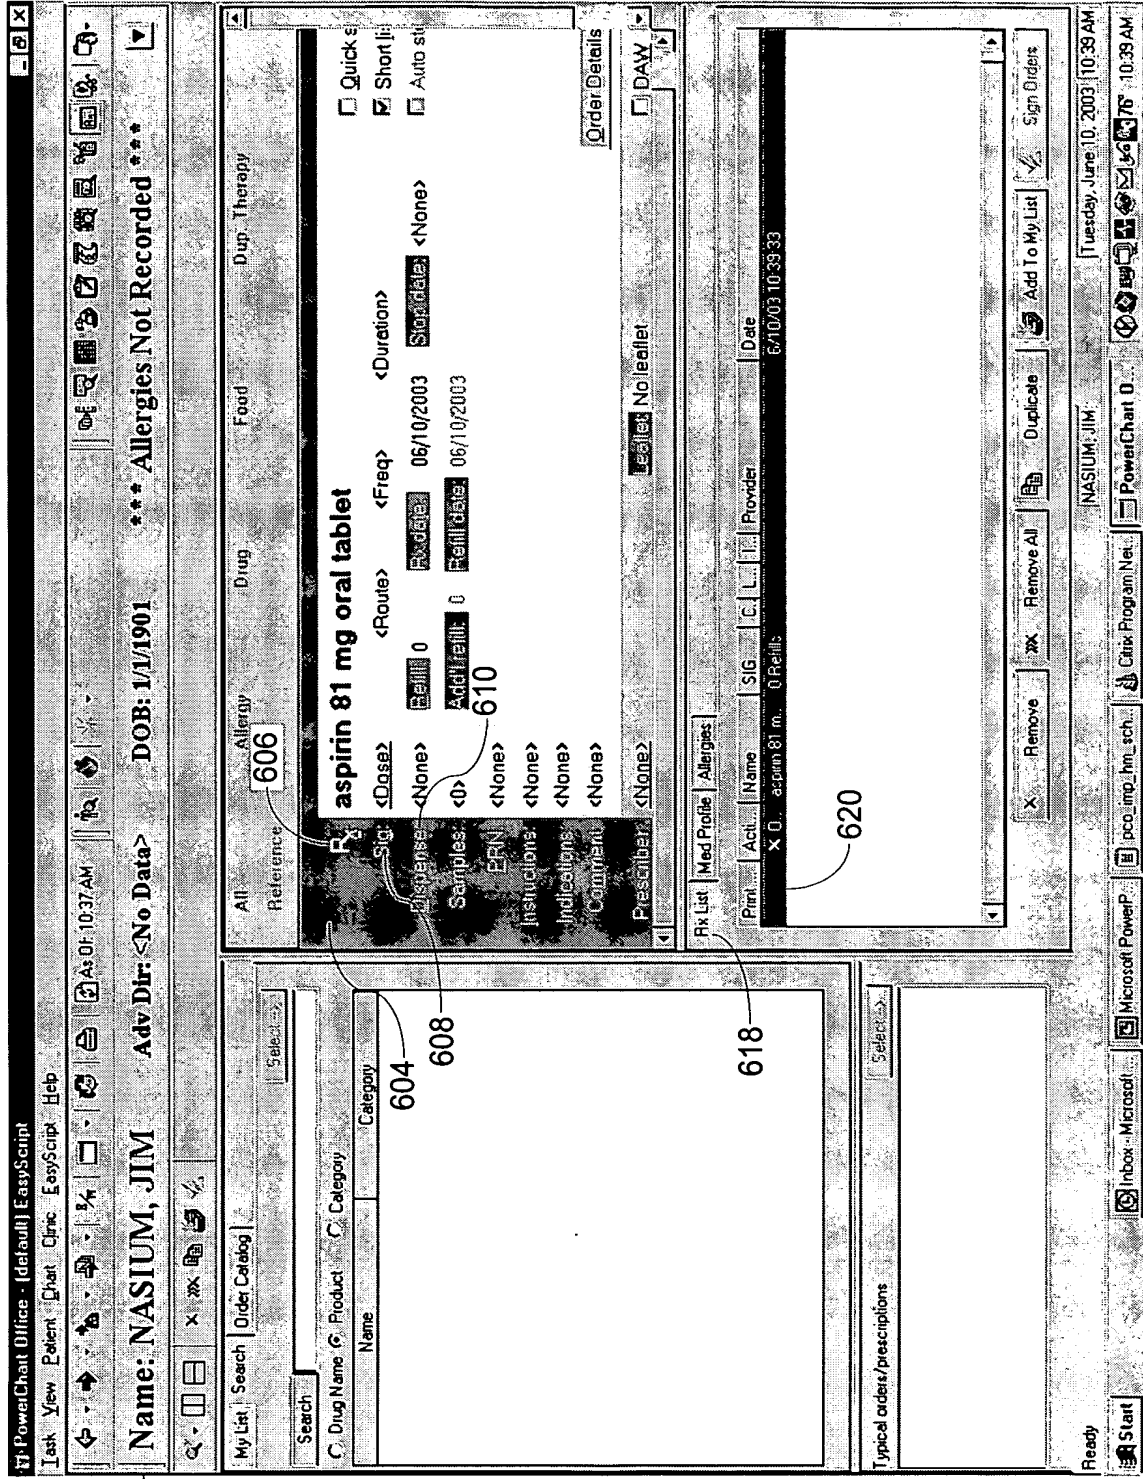 PowerChart Office - [default] EasyScript
Task View Patient Chart Clinic EasyScript Help
As Of: 10:37 AM
Name: NASIUM, JIM Adv Dir: <No Data> DOB: 1/1/1901 *** Allergies Not Recorded ***
My List Search Order Catalog
Search
Select ->
Drug Name Product Category
Name Category
Typical orders/prescriptions
Select ->
All Allergy Drug Food Dup. Therapy
Reference
606
Rx aspirin 81 mg oral tablet
Sig: <Dose> <Route> <Freq> <Duration>
Dispense <None> Refill 0 Rx date: 06/10/2003 Stop date: <None>
Samples: <0> Add'l refill: 0 Refill date: 06/10/2003
PRN <None>
Instuctions: <None>
Indications: <None>
Comment <None>
Prescriber: <None> Leaflet: No leaflet
Quick s
Short li
Auto sto
Order Details
DAW
610
604
608
Rx List Med Profile Allergies
Print ... Act... Name SIG... C... L... I... Provider Date
X O... aspirin 81 m... 0 Refills 6/10/03 10:39:33
618
620
Remove Remove All Duplicate Add To My List Sign Orders
Ready NASIUM, JIM Tuesday, June 10, 2003 10:39 AM
Start Inbox - Microsoft ... Microsoft PowerP... pco_imp_hm_sch... Citrix Program Nei... PowerChart O... 76° 10:39 AM